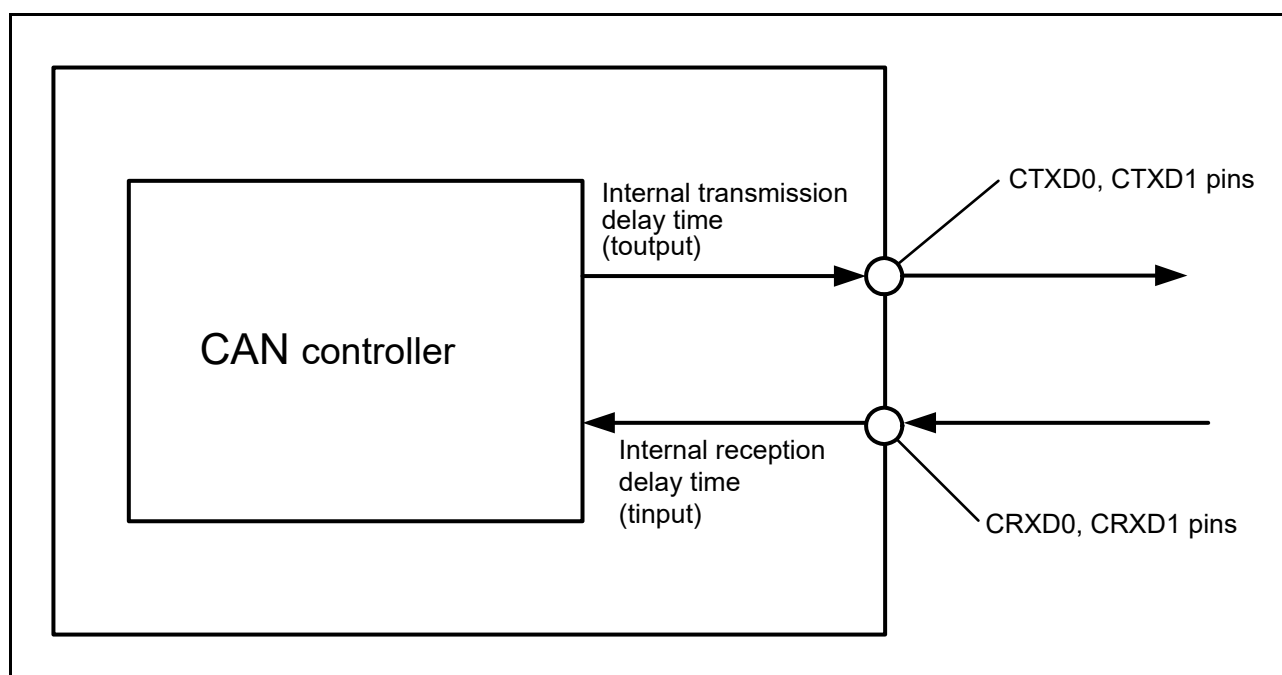 Internal transmission
delay time
(toutput)
CTXD0, CTXD1 pins
CAN controller
Internal reception
delay time
(tinput)
CRXD0, CRXD1 pins